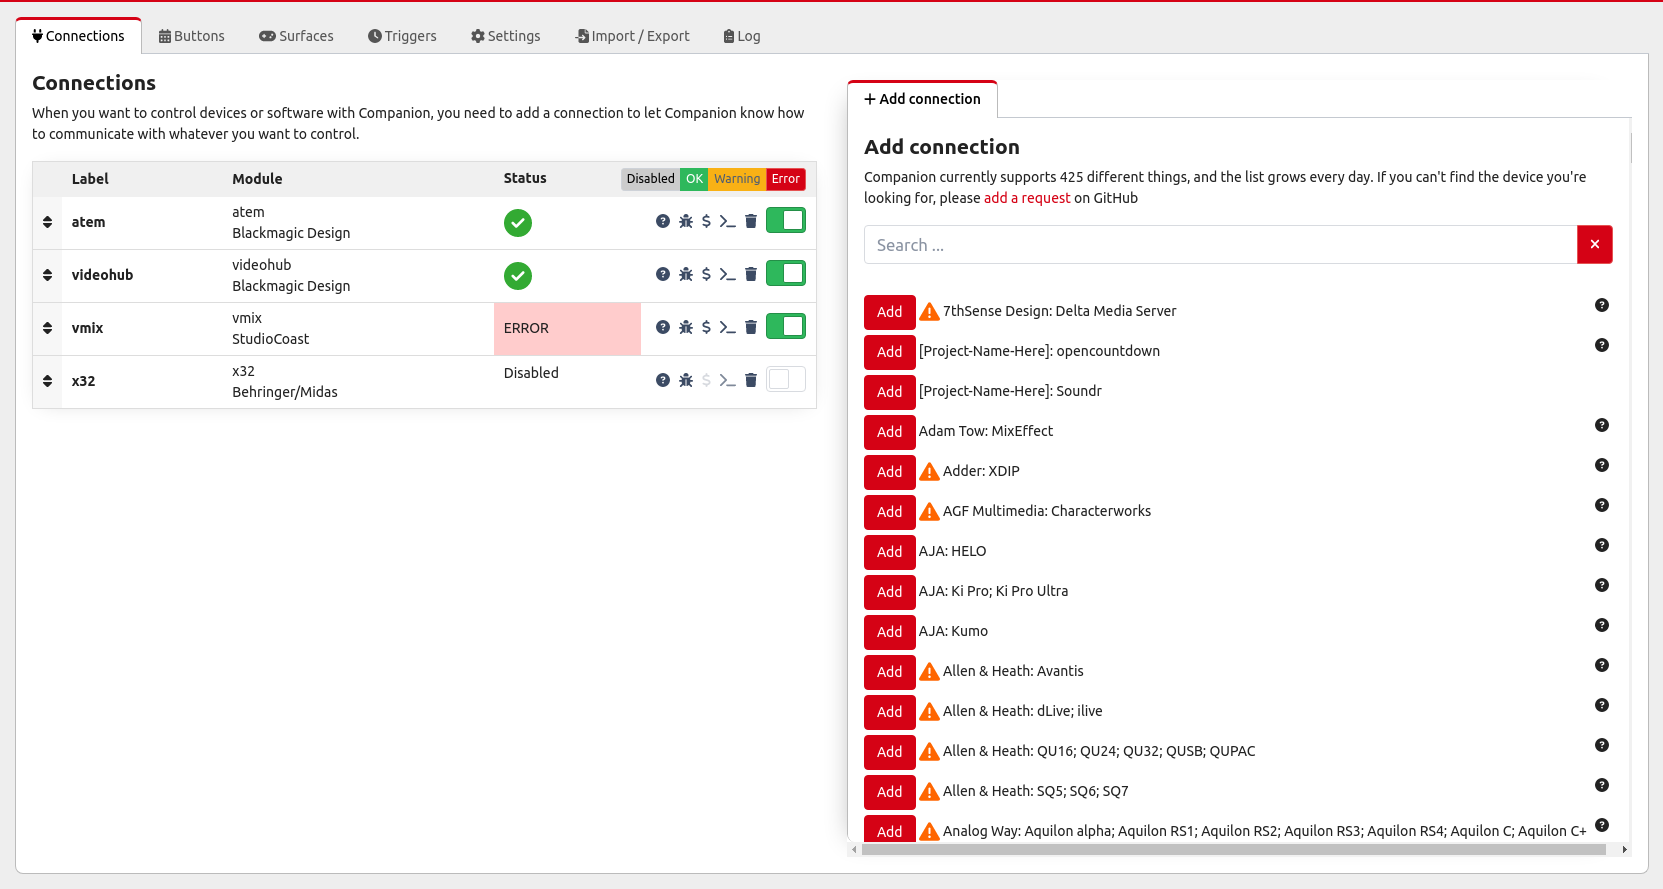 Connections
Buttons
Surfaces
Triggers
Settings
Import / Export
Log
Connections
When you want to control devices or software with Companion, you need to add a connection to let Companion know how
to communicate with whatever you want to control.
Label Module Status Disabled OK Warning Error
atem
atem
Blackmagic Design
videohub
videohub
Blackmagic Design
vmix
vmix
StudioCoast
ERROR
x32
x32
Behringer/Midas
Disabled
Add connection
Add connection
Companion currently supports 425 different things, and the list grows every day. If you can't find the device you're
looking for, please add a request on GitHub
Search ...
Add 7thSense Design: Delta Media Server
Add [Project-Name-Here]: opencountdown
Add [Project-Name-Here]: Soundr
Add Adam Tow: MixEffect
Add Adder: XDIP
Add AGF Multimedia: Characterworks
Add AJA: HELO
Add AJA: Ki Pro; Ki Pro Ultra
Add AJA: Kumo
Add Allen & Heath: Avantis
Add Allen & Heath: dLive; ilive
Add Allen & Heath: QU16; QU24; QU32; QUSB; QUPAC
Add Allen & Heath: SQ5; SQ6; SQ7
Add Analog Way: Aquilon alpha; Aquilon RS1; Aquilon RS2; Aquilon RS3; Aquilon RS4; Aquilon C; Aquilon C+